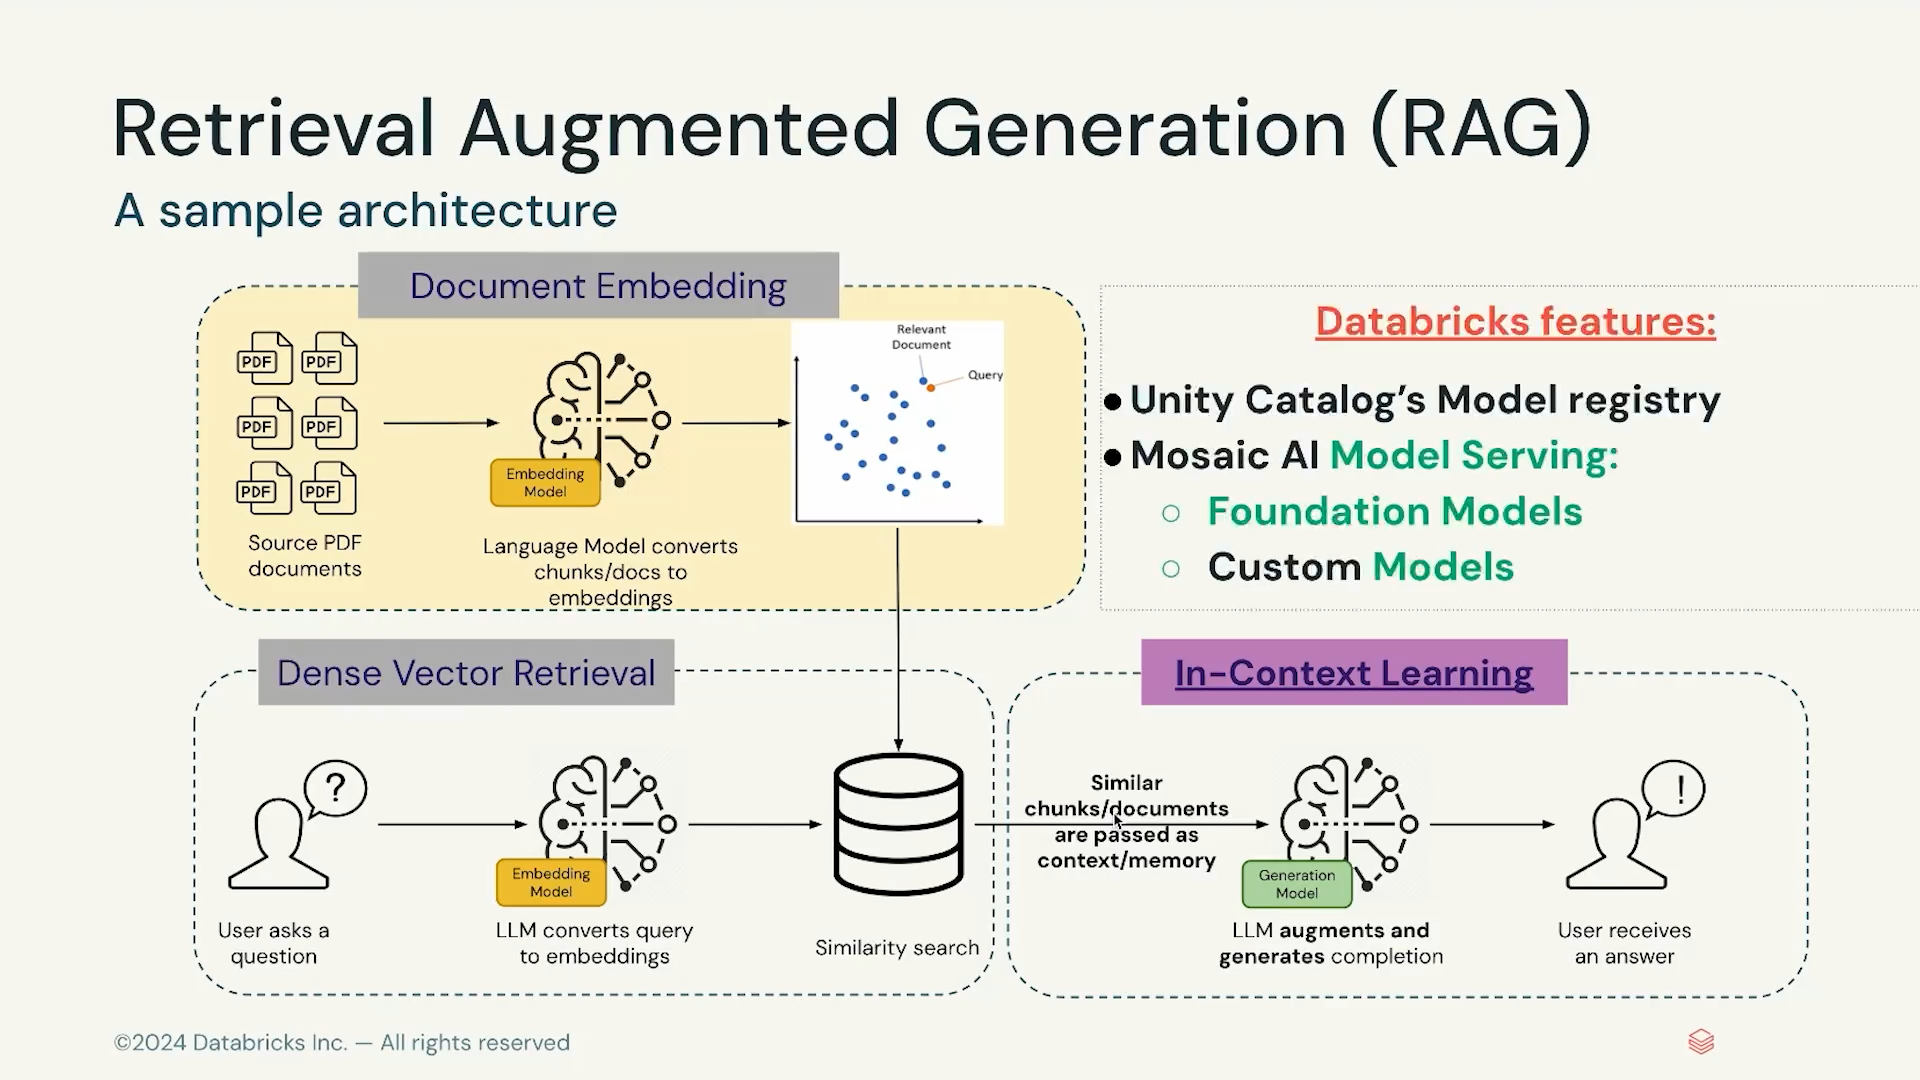 Retrieval Augmented Generation (RAG)
A sample architecture
Document Embedding
PDF PDF
PDF PDF
PDF PDF
Source PDF
documents
Embedding
Model
Language Model converts
chunks/docs to
embeddings
Relevant
Document
Query
Databricks features:
● Unity Catalog's Model registry
● Mosaic AI Model Serving:
○ Foundation Models
○ Custom Models
Dense Vector Retrieval
?
User asks a
question
Embedding
Model
LLM converts query
to embeddings
Similarity search
In-Context Learning
Similar
chunks/documents
are passed as
context/memory
Generation
Model
LLM augments and
generates completion
!
User receives
an answer
©2024 Databricks Inc. — All rights reserved